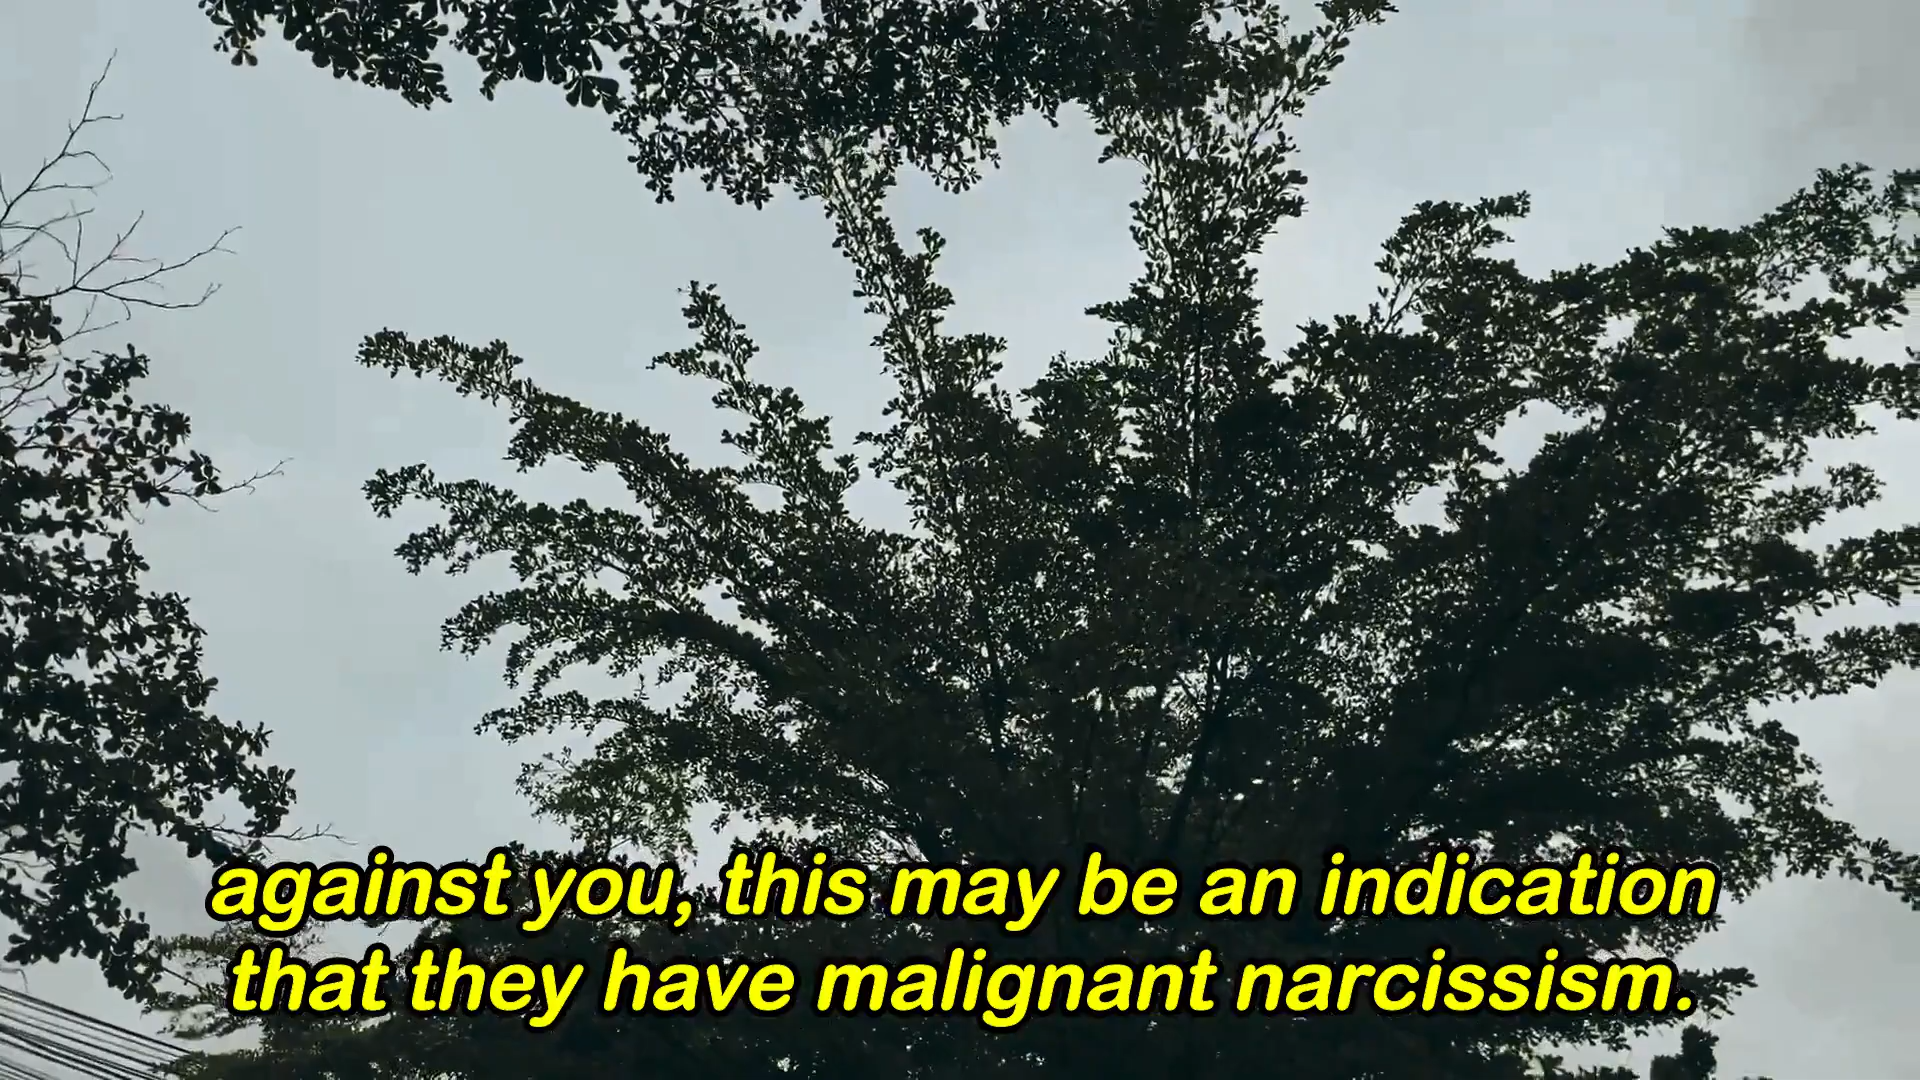 against you, this may be an indication
that they have malignant narcissism.